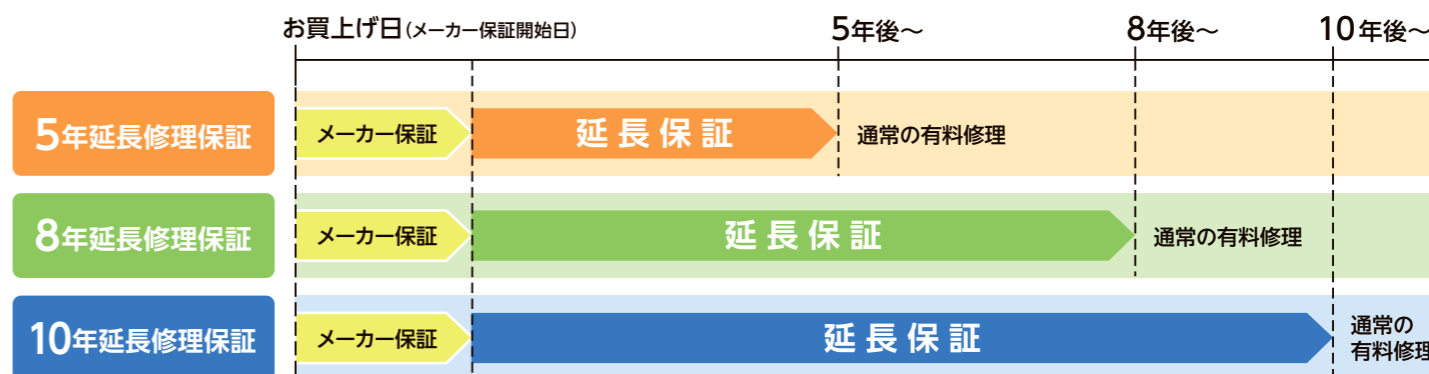 お買上げ日(メーカー保証開始日) 5年後～ 8年後～ 10年後～
5年延長修理保証 メーカー保証 延長保証 通常の有料修理
8年延長修理保証 メーカー保証 延長保証 通常の有料修理
10年延長修理保証 メーカー保証 延長保証 通常の
有料修理